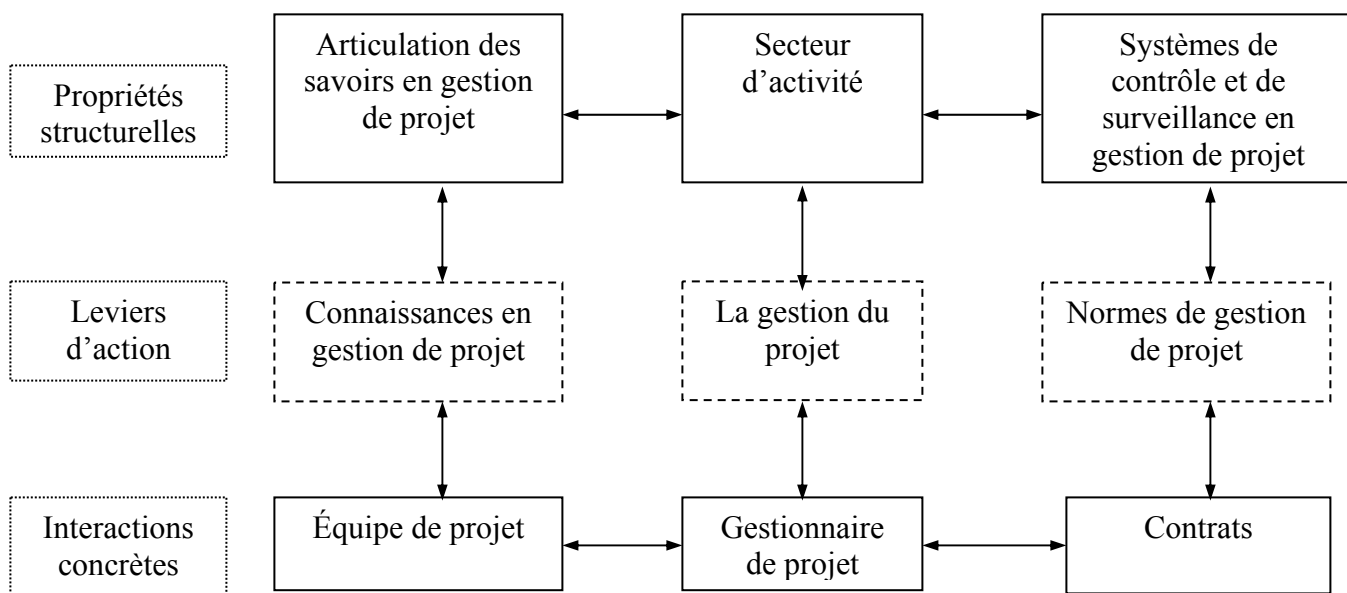 Propriétés
structurelles
Articulation des
savoirs en gestion
de projet
Secteur
d’activité
Systèmes de
contrôle et de
surveillance en
gestion de projet
Leviers
d’action
Connaissances en
gestion de projet
La gestion du
projet
Normes de gestion
de projet
Interactions
concrètes
Équipe de projet
Gestionnaire
de projet
Contrats